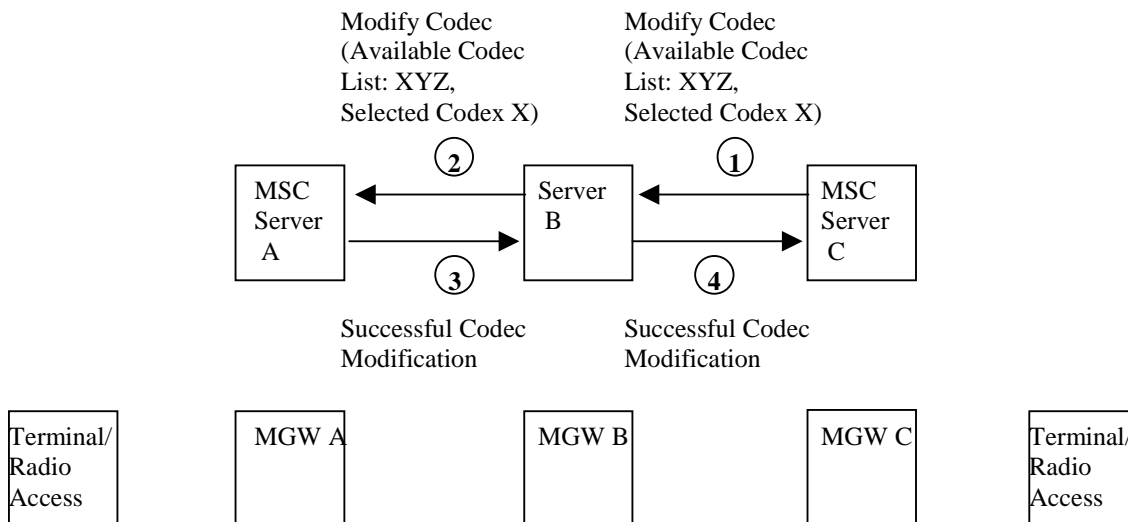 Modify Codec
(Available Codec
List: XYZ,
Selected Codex X)
Modify Codec
(Available Codec
List: XYZ,
Selected Codex X)
2
1
MSC
Server
A
Server
B
MSC
Server
C
3
4
Successful Codec
Modification
Successful Codec
Modification
Terminal/
Radio
Access
MGW A
MGW B
MGW C
Terminal/
Radio
Access